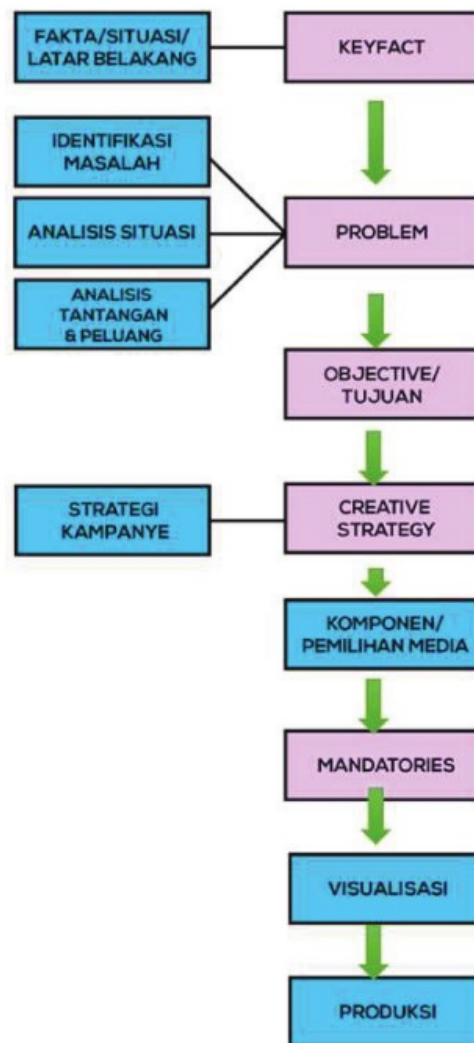 FAKTA/SITUASI/
LATAR BELAKANG
KEYFACT
IDENTIFIKASI
MASALAH
ANALISIS SITUASI
ANALISIS
TANTANGAN
& PELUANG
PROBLEM
OBJECTIVE/
TUJUAN
STRATEGI
KAMPANYE
CREATIVE
STRATEGY
KOMPONEN/
PEMILIHAN MEDIA
MANDATORIES
VISUALISASI
PRODUKSI